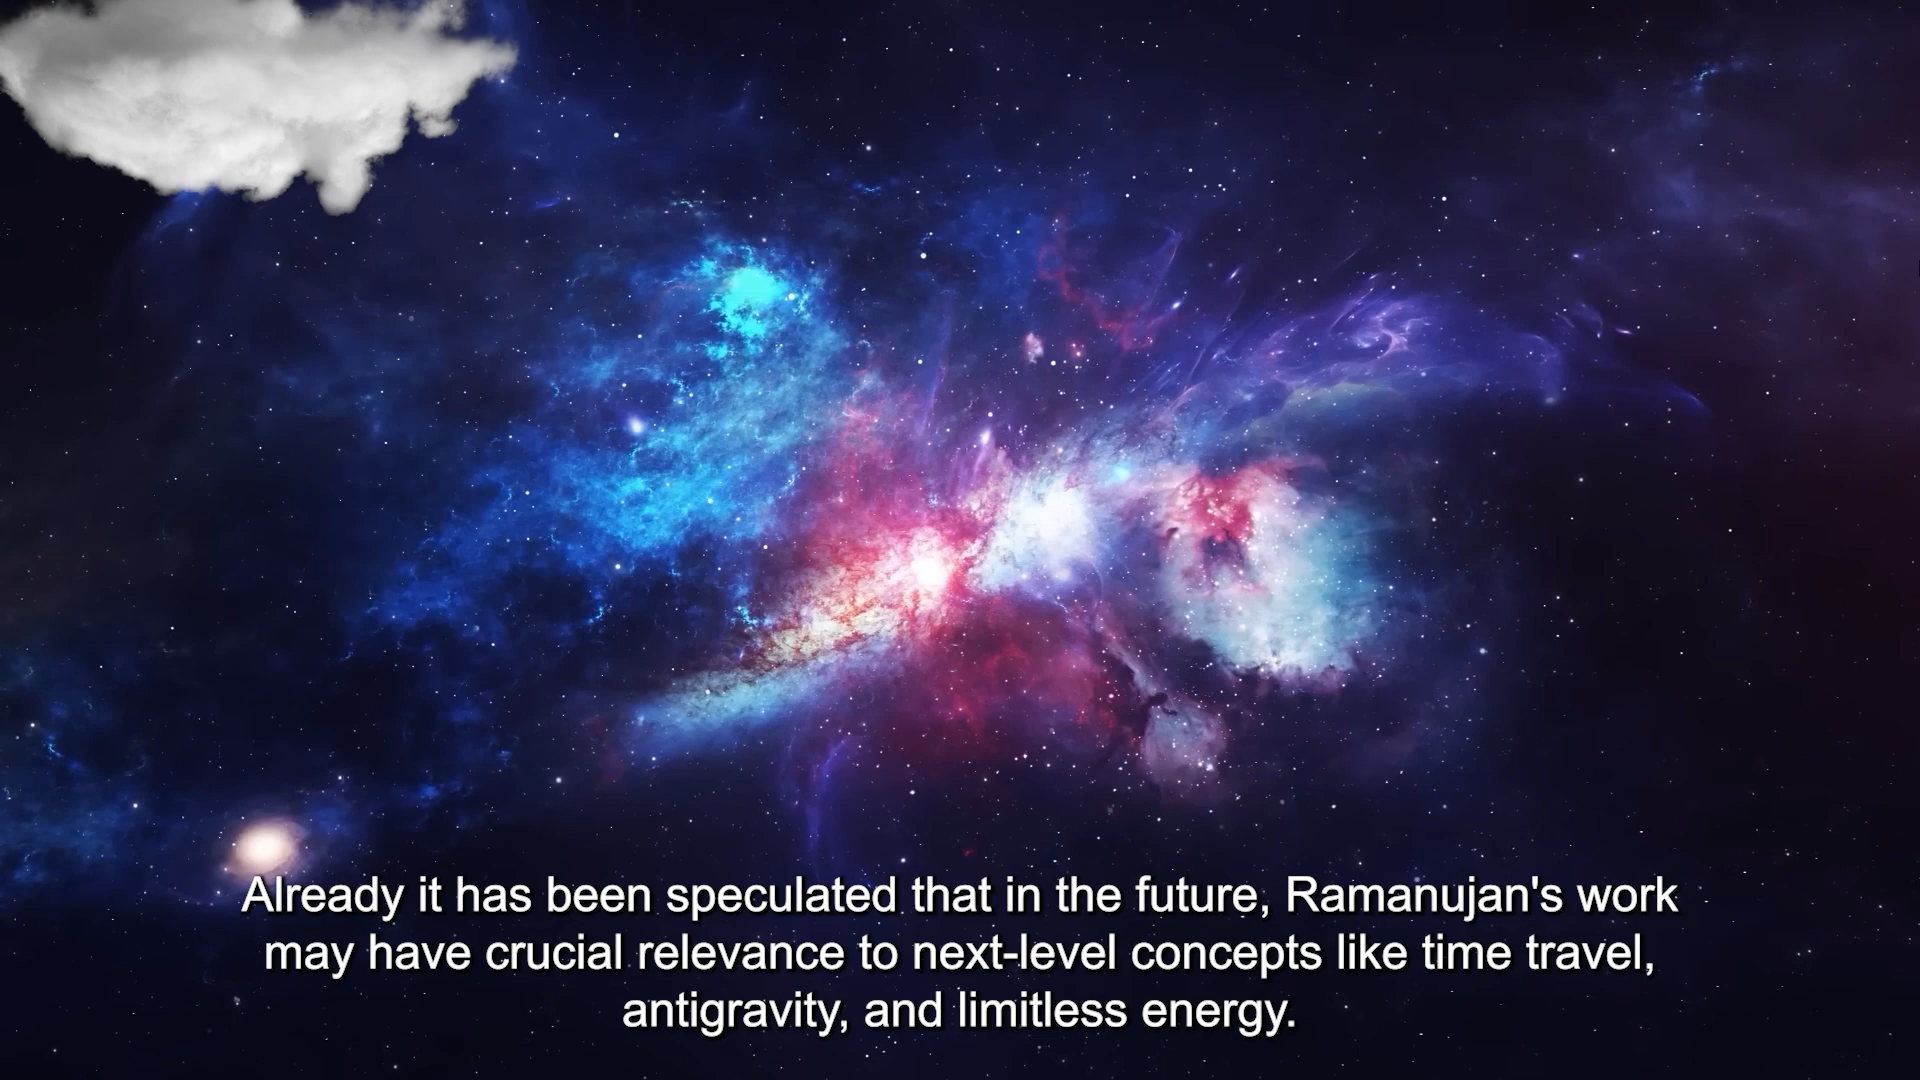 Already it has been speculated that in the future, Ramanujan's work
may have crucial relevance to next-level concepts like time travel,
antigravity, and limitless energy.